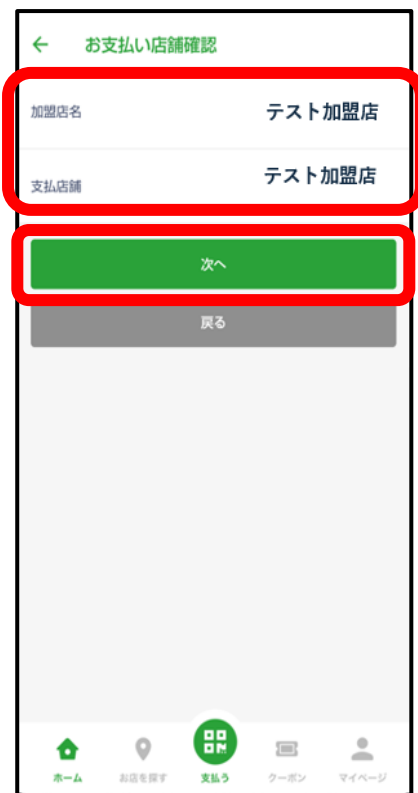 お支払い店舗確認
加盟店名 テスト加盟店
支払店舗 テスト加盟店
次へ
戻る
ホーム お店を探す 支払う クーポン マイページ